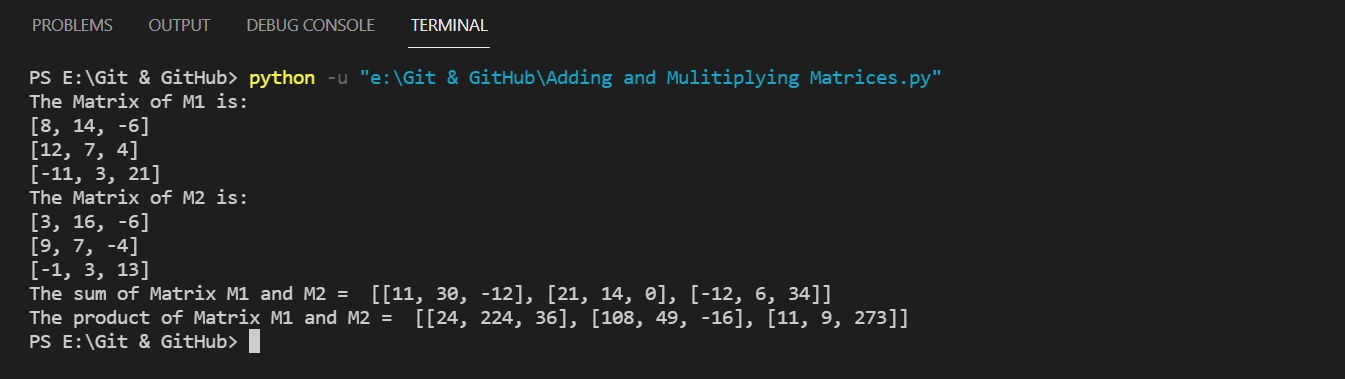 PROBLEMS OUTPUT DEBUG CONSOLE TERMINAL
PS E:\Git & GitHub> python -u "e:\Git & GitHub\Adding and Mulitiplying Matrices.py"
The Matrix of M1 is:
[8, 14, -6]
[12, 7, 4]
[-11, 3, 21]
The Matrix of M2 is:
[3, 16, -6]
[9, 7, -4]
[-1, 3, 13]
The sum of Matrix M1 and M2 =  [[11, 30, -12], [21, 14, 0], [-12, 6, 34]]
The product of Matrix M1 and M2 =  [[24, 224, 36], [108, 49, -16], [11, 9, 273]]
PS E:\Git & GitHub>